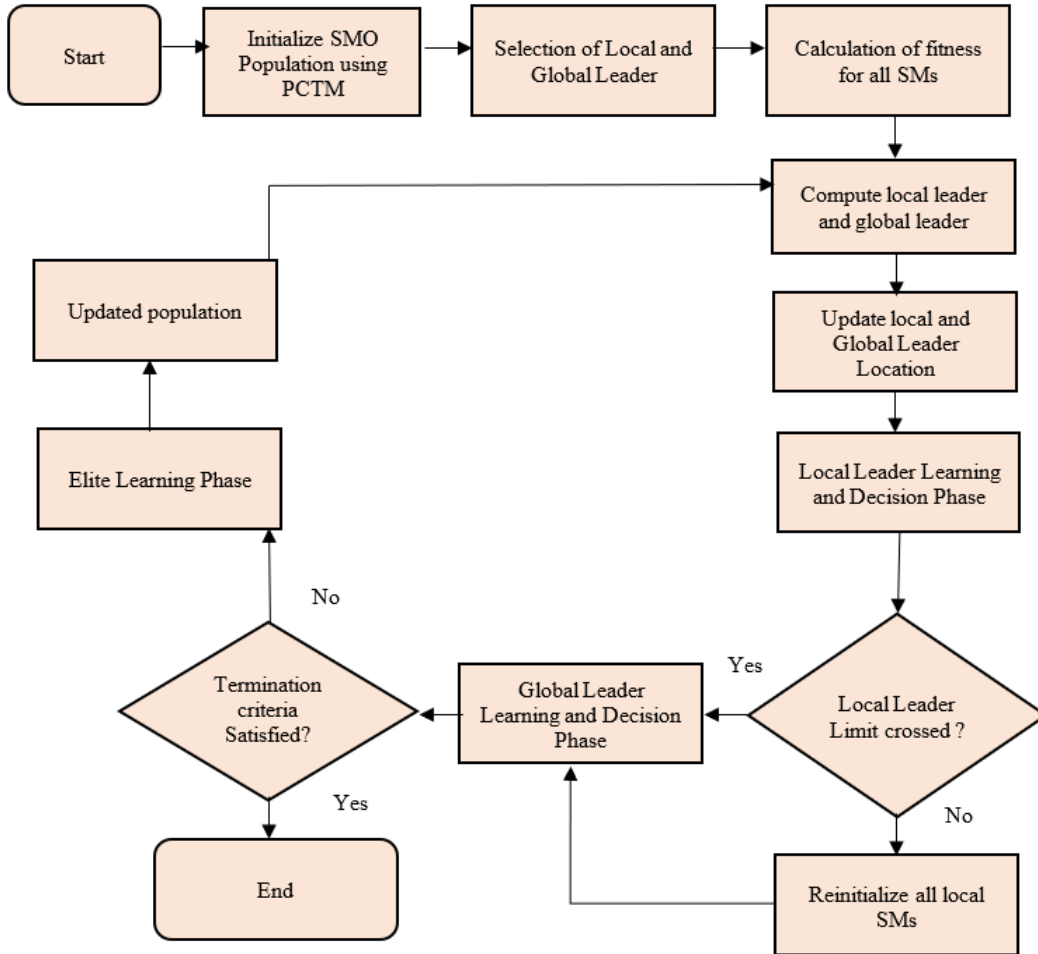 Start
Initialize SMO
Population using
PCTM
Selection of Local and
Global Leader
Calculation of fitness
for all SMs
Compute local leader
and global leader
Updated population
Update local and
Global Leader
Location
Elite Learning Phase
Local Leader Learning
and Decision Phase
No
Termination
criteria
Satisfied?
Global Leader
Learning and Decision
Phase
Yes
Local Leader
Limit crossed ?
Yes
No
End
Reinitialize all local
SMs